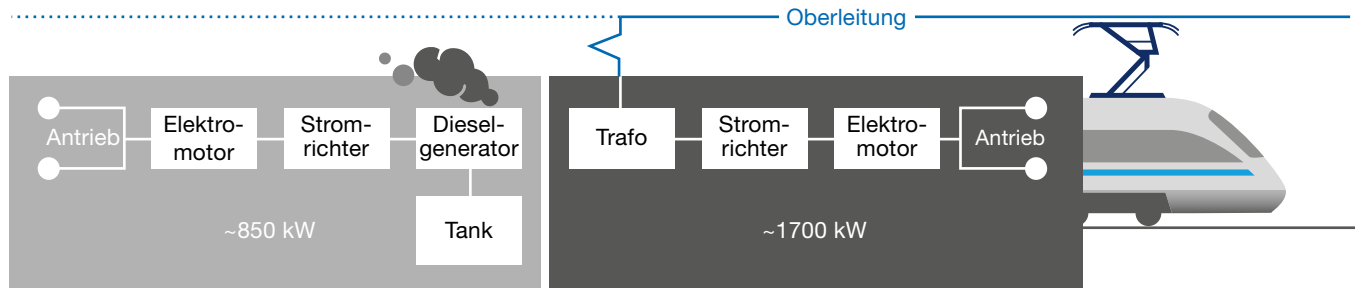 Oberleitung
Antrieb
Elektro-
motor
Strom-
richter
Diesel-
generator
Tank
~850 kW
Trafo
Strom-
richter
Elektro-
motor
Antrieb
~1700 kW